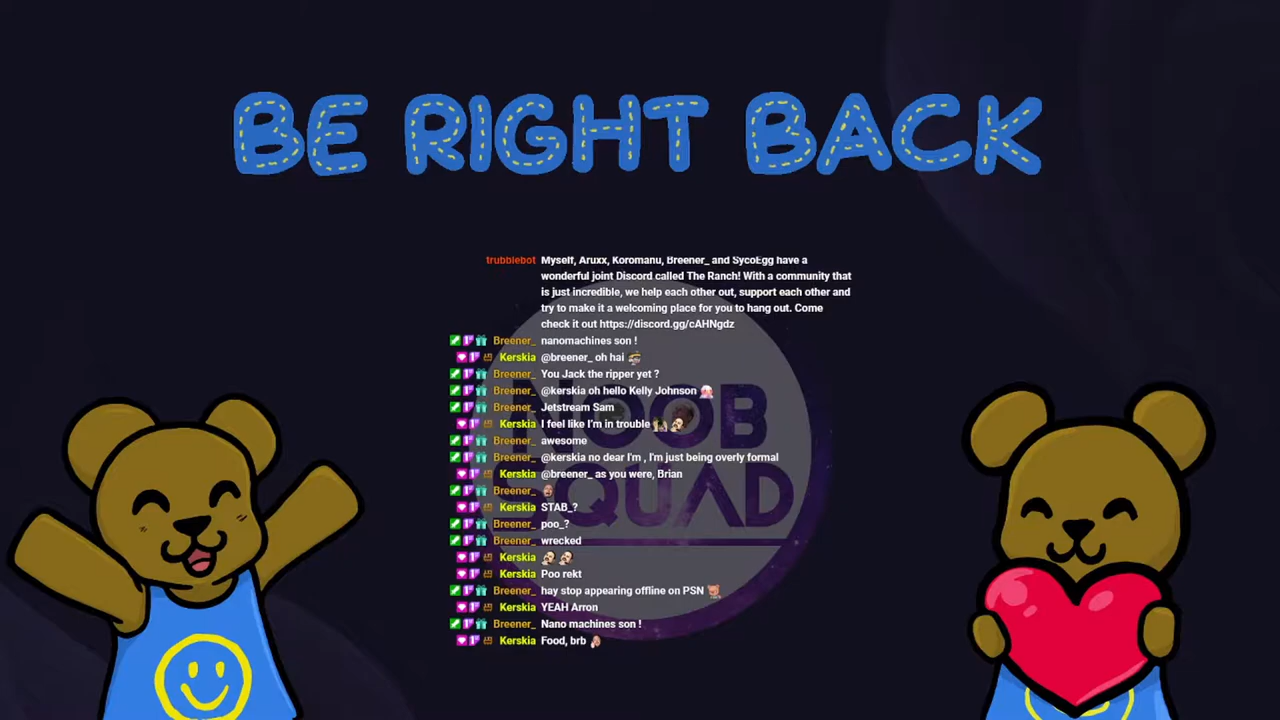 BE RIGHT BACK
trubblebot Myself, Aruxx, Koromanu, Breener_ and SycoEgg have a
wonderful joint Discord called The Ranch! With a community that
is just incredible, we help each other out, support each other and
try to make it a welcoming place for you to hang out. Come
check it out https://discord.gg/cAHNgdz
Breener_ nanomachines son !
Kerskia @breener_ oh hai
Breener_ You Jack the ripper yet ?
Breener_ @kerskia oh hello Kelly Johnson
Breener_ Jetstream Sam
Kerskia I feel like I'm in trouble
Breener_ awesome
Breener_ @kerskia no dear I'm , I'm just being overly formal
Kerskia @breener_ as you were, Brian
Breener_
Kerskia STAB_?
Breener_ poo_?
Breener_ wrecked
Kerskia
Kerskia Poo rekt
Breener_ hay stop appearing offline on PSN
Kerskia YEAH Arron
Breener_ Nano machines son !
Kerskia Food, brb
NOOB
SQUAD